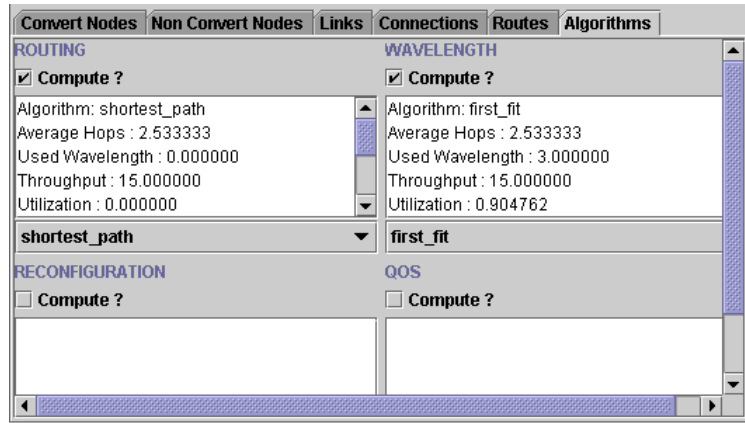 Convert Nodes Non Convert Nodes Links Connections Routes Algorithms
ROUTING
Compute ?
Algorithm: shortest_path
Average Hops : 2.533333
Used Wavelength : 0.000000
Throughput : 15.000000
Utilization : 0.000000
shortest_path
WAVELENGTH
Compute ?
Algorithm: first_fit
Average Hops : 2.533333
Used Wavelength : 3.000000
Throughput : 15.000000
Utilization : 0.904762
first_fit
RECONFIGURATION
Compute ?
QOS
Compute ?